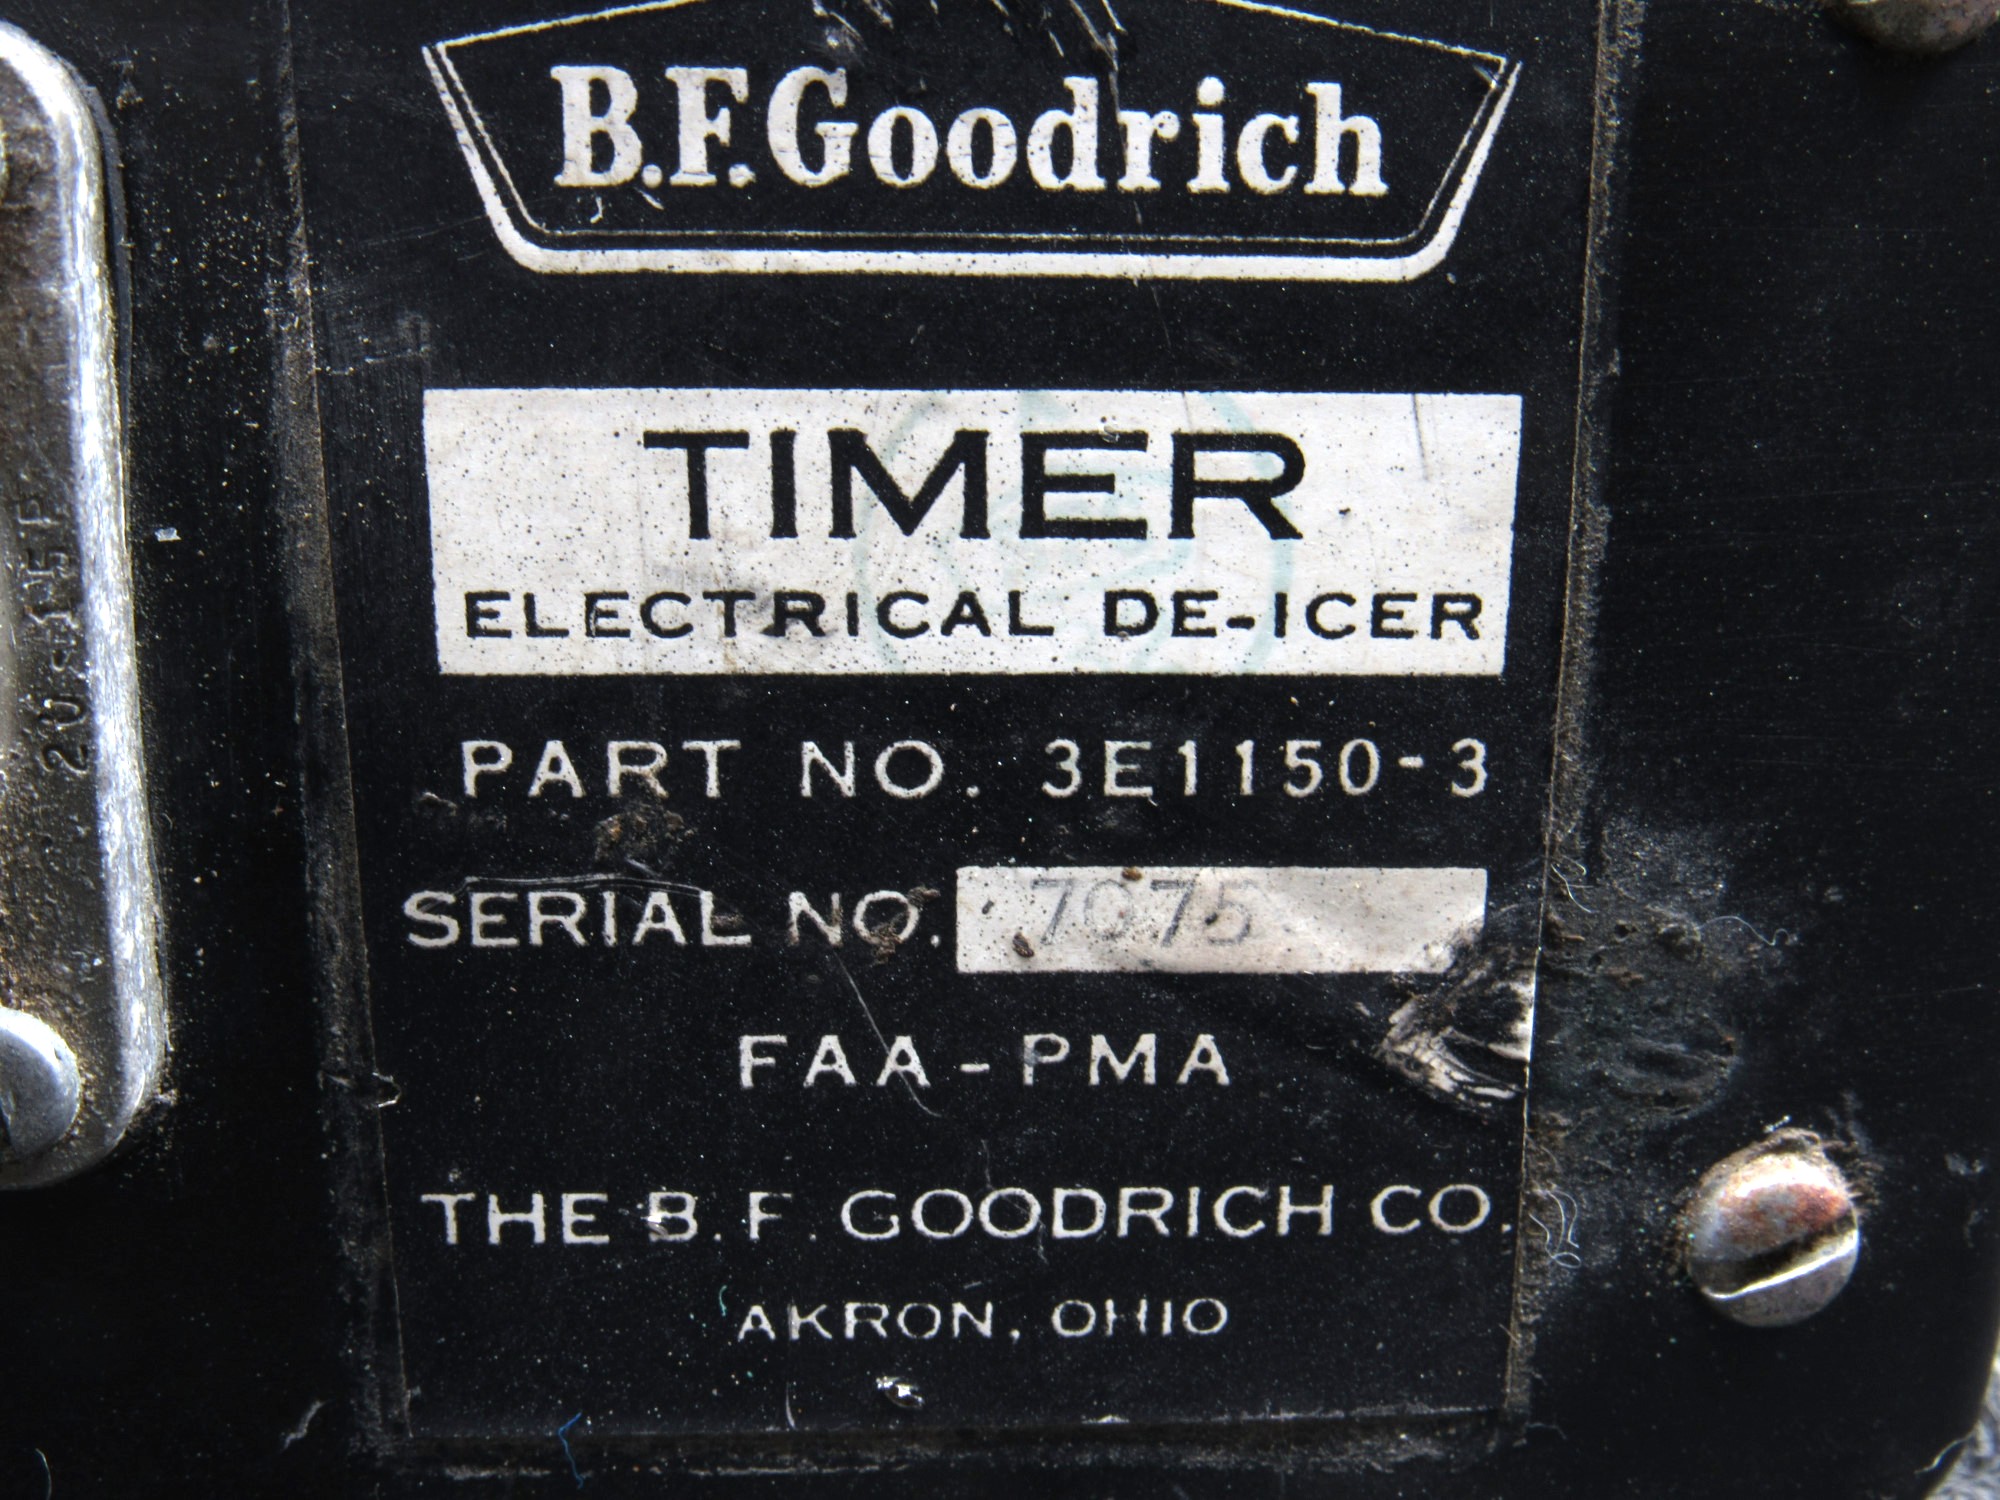 B.F.Goodrich
TIMER
ELECTRICAL DE-ICER
PART NO. 3E1150-3
SERIAL NO. 7075
FAA-PMA
THE B.F. GOODRICH CO.
AKRON, OHIO